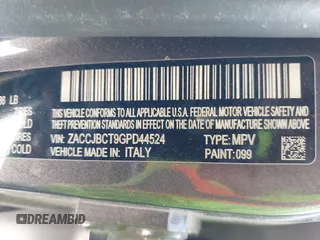 86 LB
THIS VEHICLE CONFORMS TO ALL APPLICABLE
U.S.A. FEDERAL MOTOR VEHICLE SAFETY AND
THEFT PREVENTION STANDARDS IN EFFECT ON THE
DATE OF MANUFACTURE SHOWN ABOVE
VIN: ZACCJBCT9GPD44524 TYPE: MPV
VEHICLE MADE IN: ITALY PAINT: 099
COLD
DREAMBID